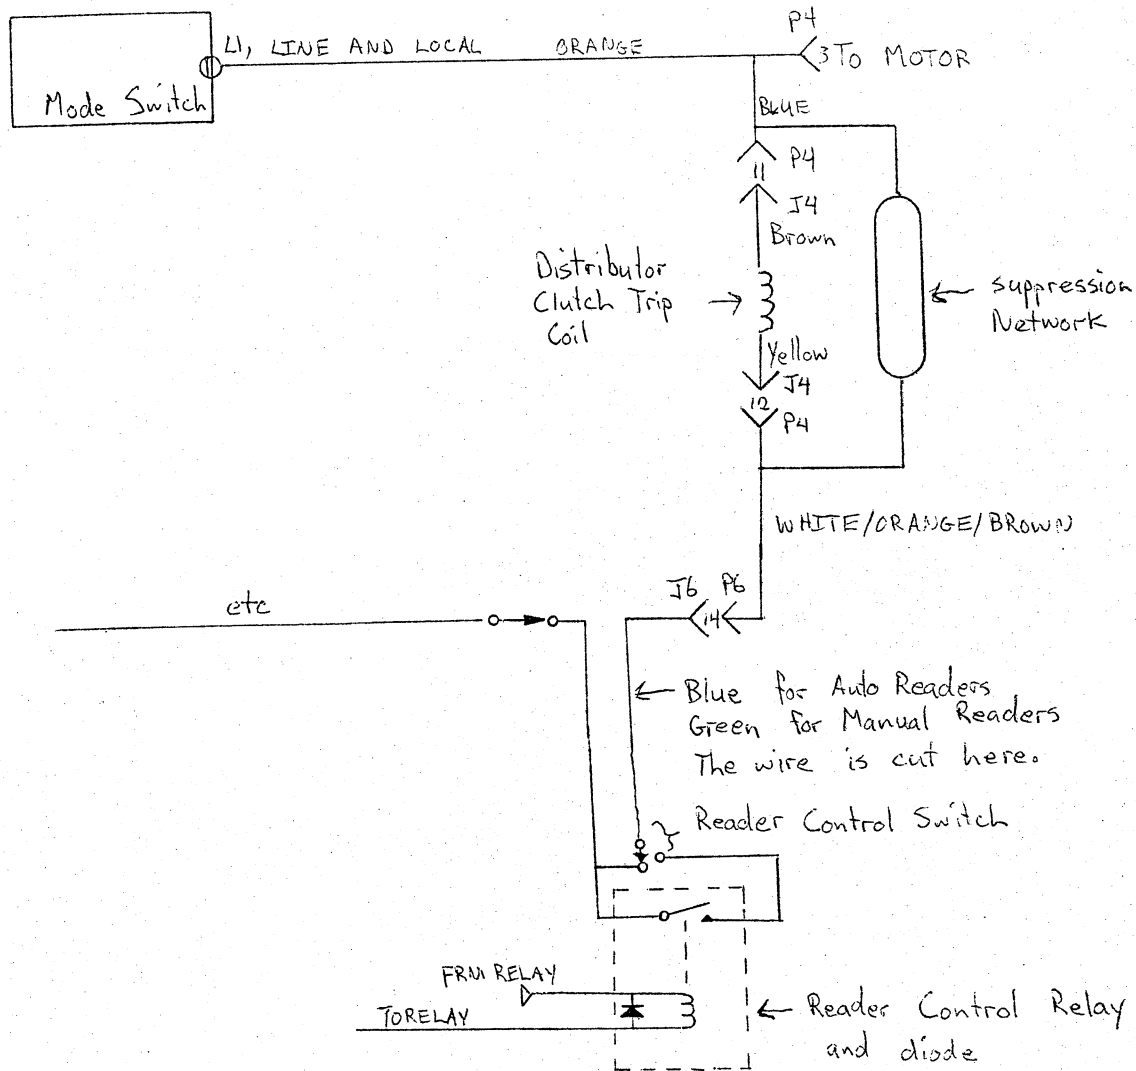 P4
L1, LINE AND LOCAL ORANGE
3 TO MOTOR
Mode Switch
BLUE
P4
11
J4
Brown
Distributor
Clutch Trip
Coil
suppression
Network
Yellow
J4
12
P4
WHITE/ORANGE/BROWN
J6 P6
14
etc
Blue for Auto Readers
Green for Manual Readers
The wire is cut here.
Reader Control Switch
FRM RELAY
TO RELAY
Reader Control Relay
and diode